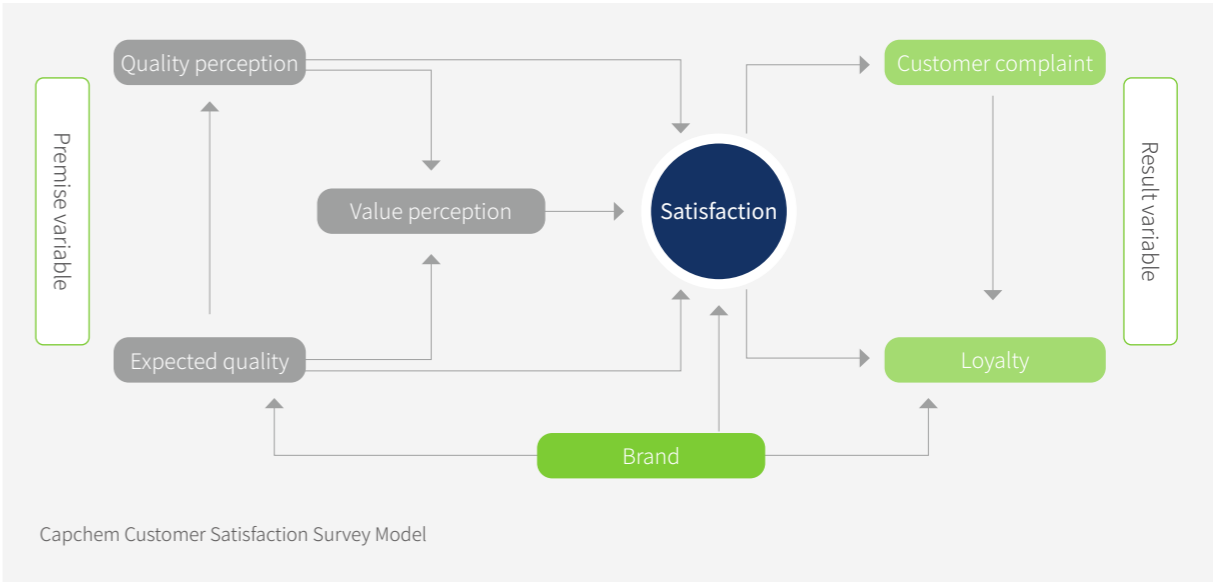 Quality perception
Customer complaint
Premise variable
Result variable
Value perception
Satisfaction
Expected quality
Loyalty
Brand
Capchem Customer Satisfaction Survey Model